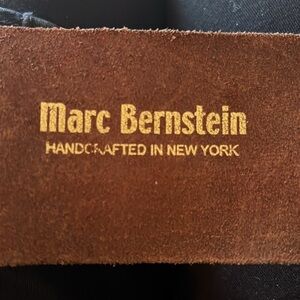 Marc Bernstein
HANDCRAFTED IN NEW YORK